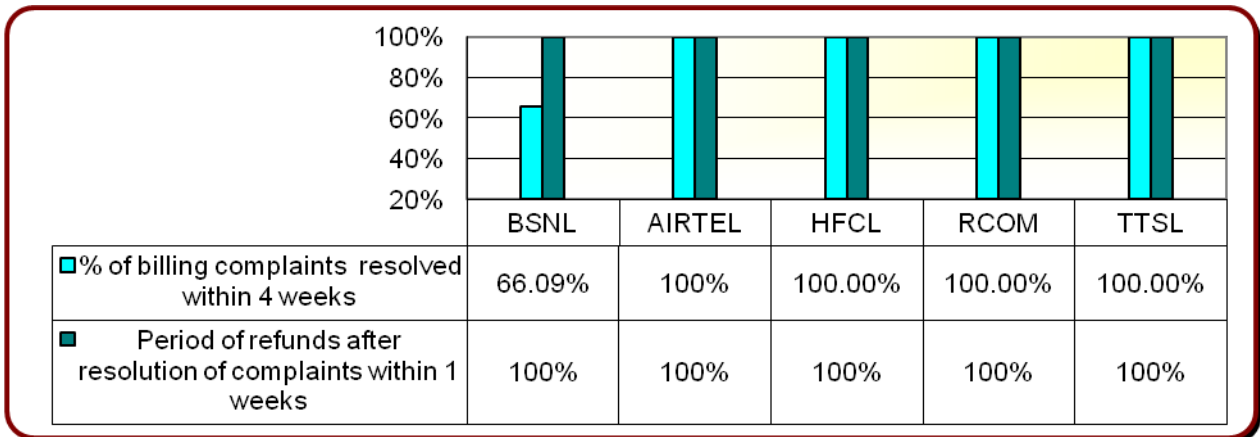 100%
80%
60%
40%
20%
BSNL AIRTEL HFCL RCOM TTSL
% of billing complaints resolved
within 4 weeks
66.09% 100% 100.00% 100.00% 100.00%
Period of refunds after
resolution of complaints within 1
weeks
100% 100% 100% 100% 100%